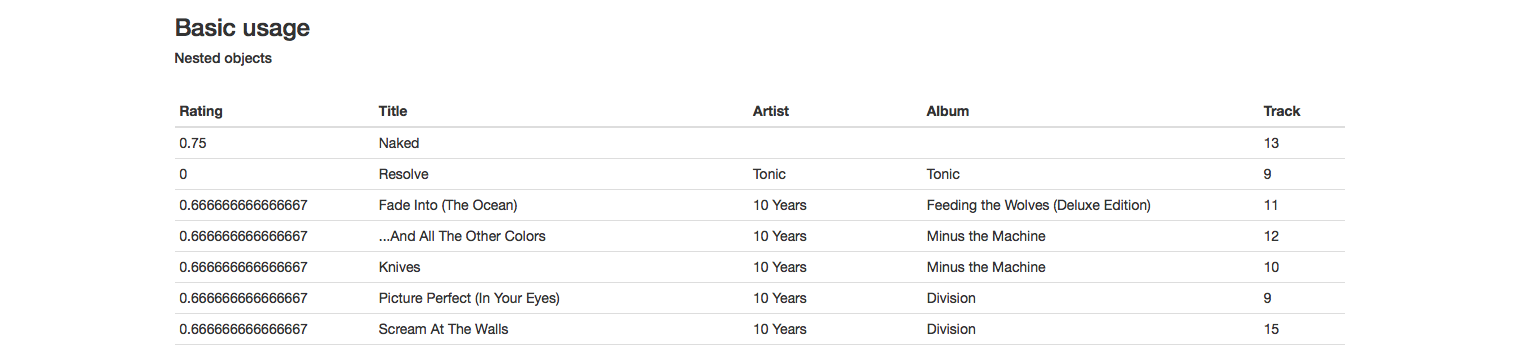 Basic usage
Nested objects
Rating Title Artist Album Track
0.75 Naked 13
0 Resolve Tonic Tonic 9
0.666666666666667 Fade Into (The Ocean) 10 Years Feeding the Wolves (Deluxe Edition) 11
0.666666666666667 ...And All The Other Colors 10 Years Minus the Machine 12
0.666666666666667 Knives 10 Years Minus the Machine 10
0.666666666666667 Picture Perfect (In Your Eyes) 10 Years Division 9
0.666666666666667 Scream At The Walls 10 Years Division 15